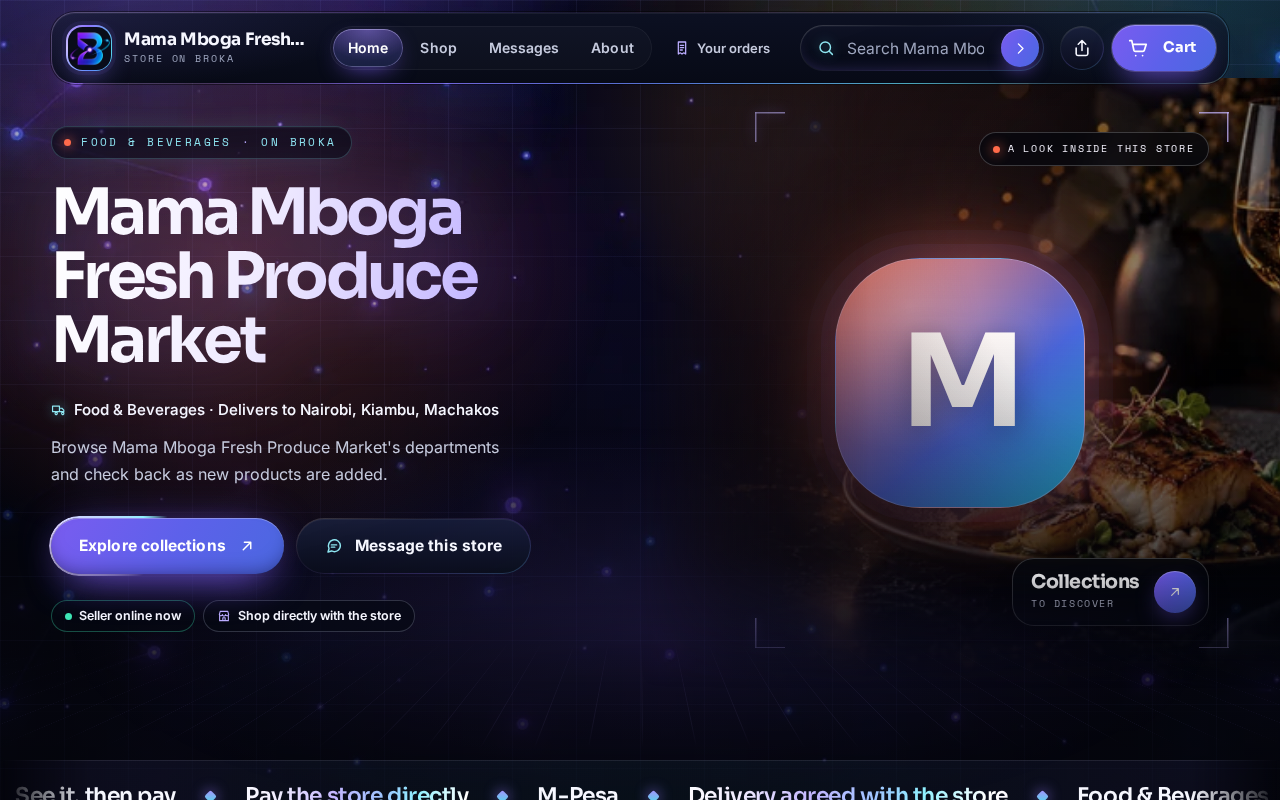 Mama Mboga Fresh...
STORE ON BROKA
Home
Shop
Messages
About
Your orders
Search Mama Mbo
Cart
FOOD & BEVERAGES · ON BROKA
A LOOK INSIDE THIS STORE
Mama Mboga
Fresh Produce
Market
M
Food & Beverages · Delivers to Nairobi, Kiambu, Machakos
Browse Mama Mboga Fresh Produce Market's departments
and check back as new products are added.
Explore collections
Message this store
Collections
TO DISCOVER
Seller online now
Shop directly with the store
See it, then pay ◆ Pay the store directly ◆ M-Pesa ◆ Delivery agreed with the store ◆ Food & Beverages